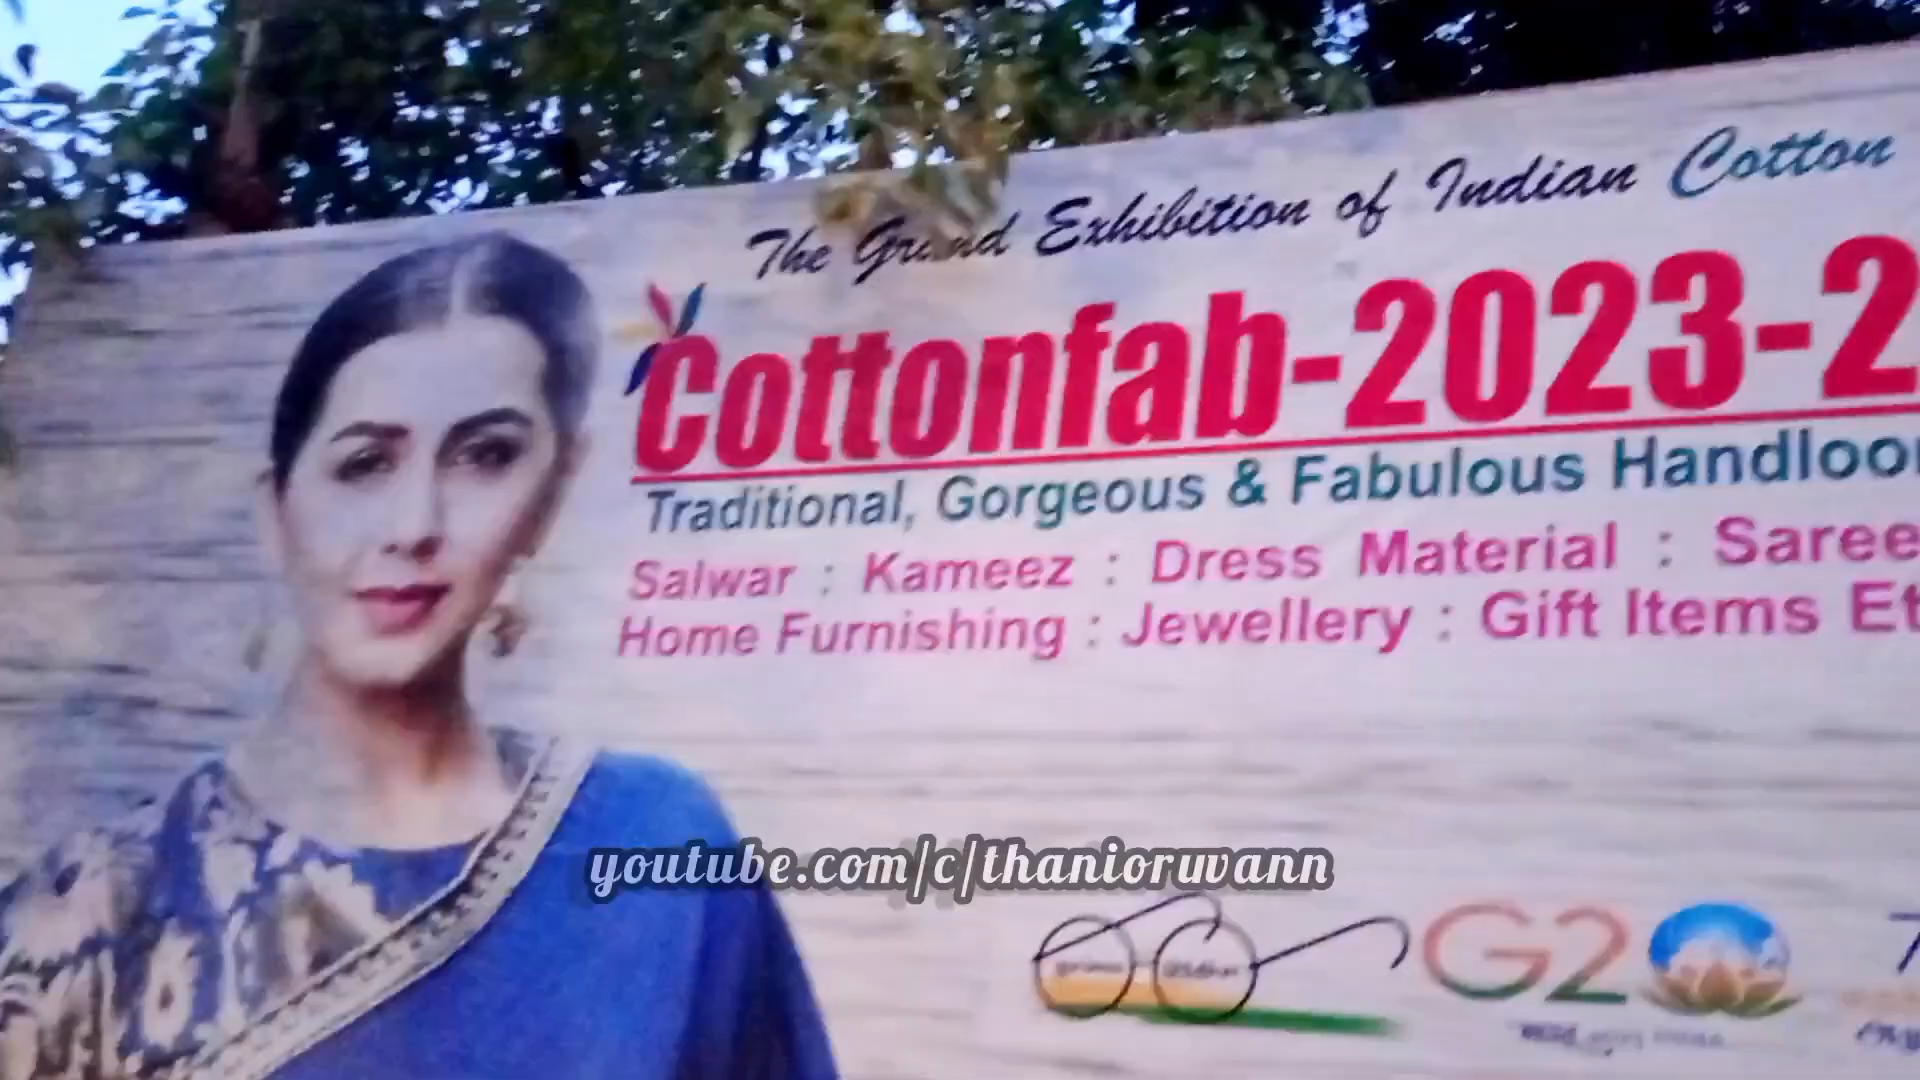 The Grand Exhibition of Indian Cotton
Cottonfab-2023-2
Traditional, Gorgeous & Fabulous Handloo
Salwar : Kameez : Dress Material : Saree
Home Furnishing : Jewellery : Gift Items Et
youtube.com/c/thanioruvann
G20